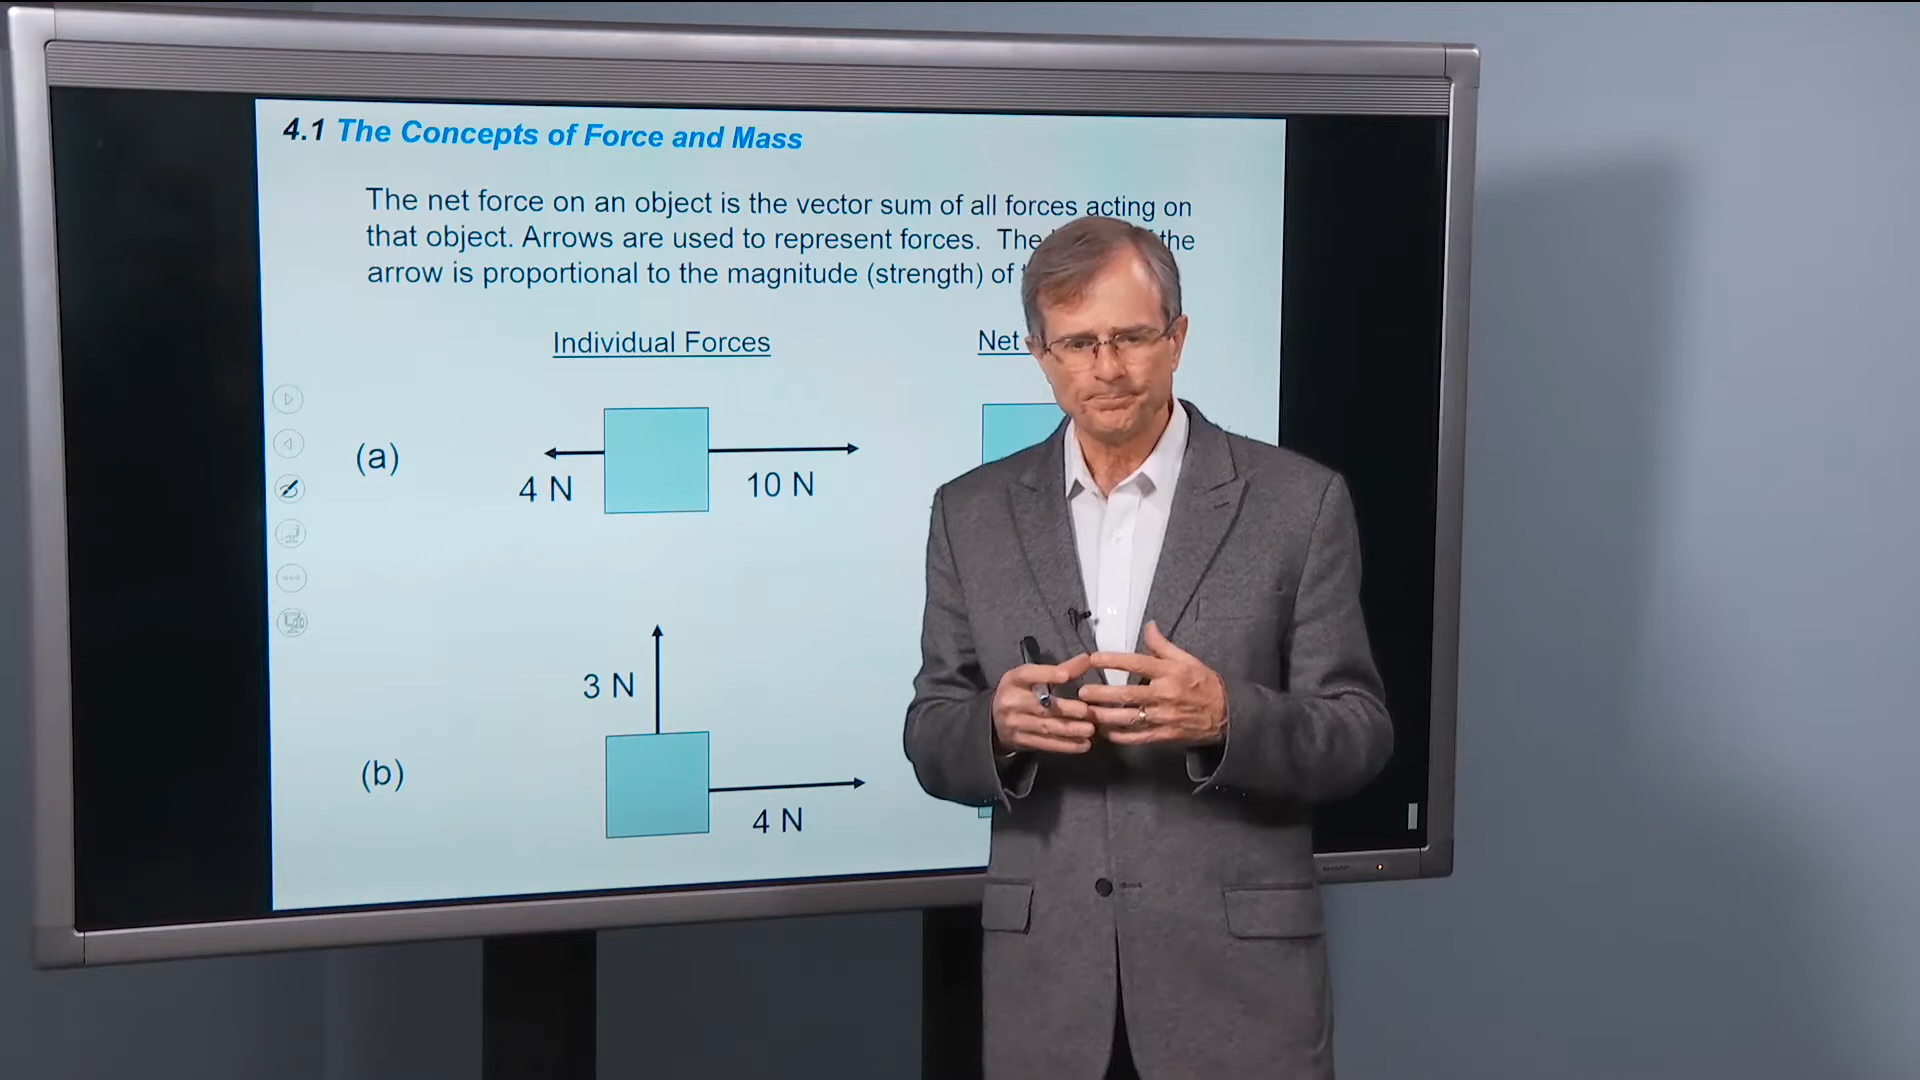 4.1 The Concepts of Force and Mass
The net force on an object is the vector sum of all forces acting on
that object. Arrows are used to represent forces. The the
arrow is proportional to the magnitude (strength) of
Individual Forces
Net
(a)
4 N
10 N
3 N
(b)
4 N
SHARP